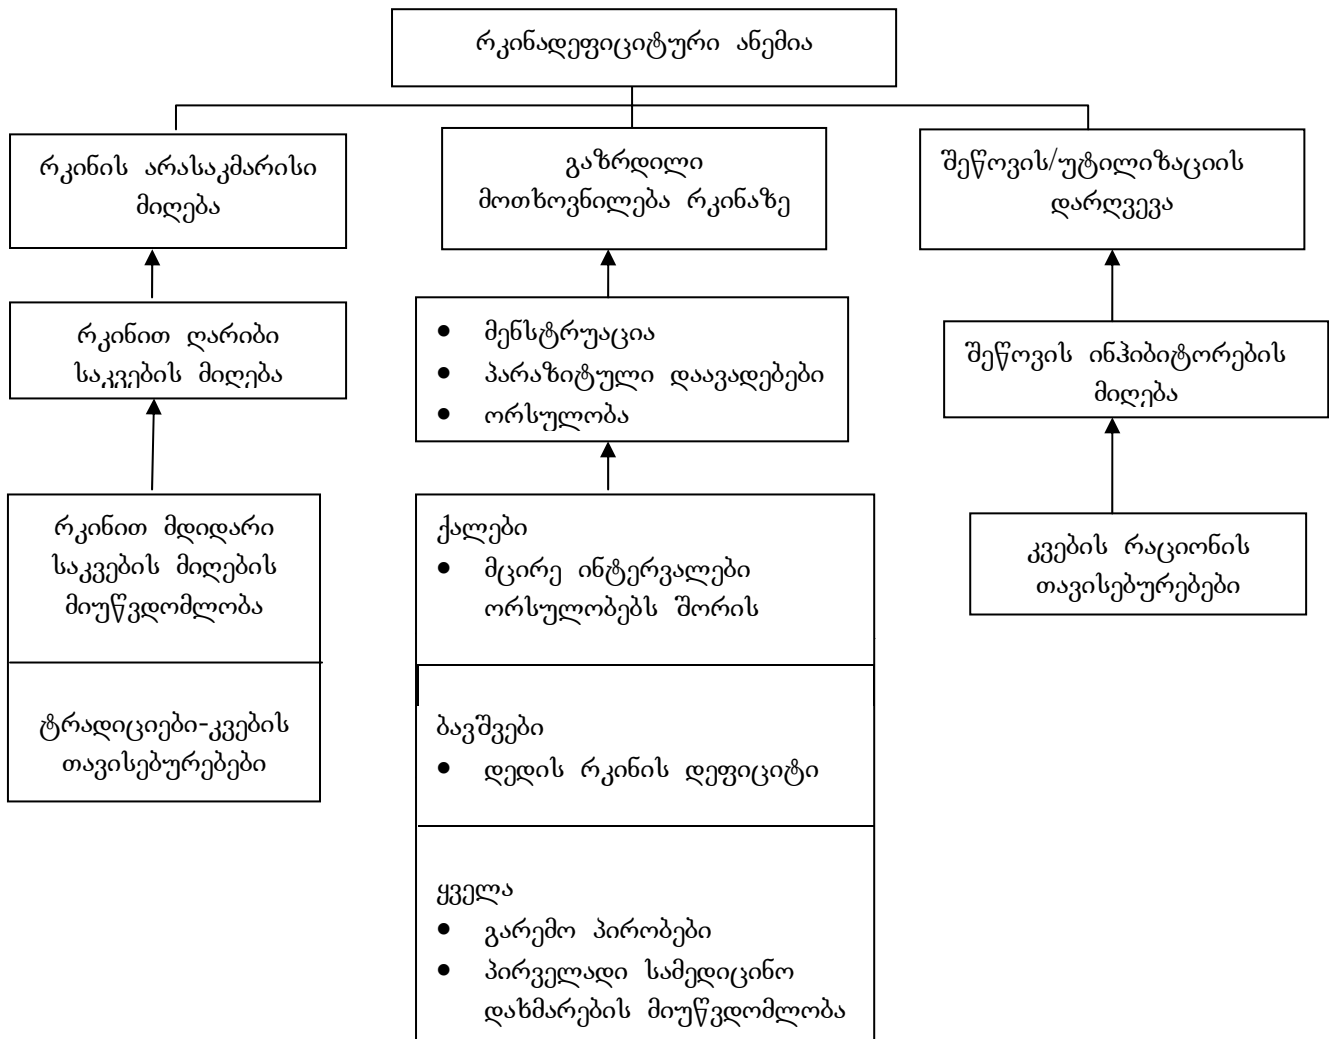 რკინადეფიციტური ანემია
რკინის არასაკმარისი
მიღება
გაზრდილი
მოთხოვნილება რკინაზე
შეწოვის/უტილიზაციის
დარღვევა
რკინით ღარიბი
საკვების მიღება
• მენსტრუაცია
• პარაზიტული დაავადებები
• ორსულობა
შეწოვის ინჰიბიტორების
მიღება
რკინით მდიდარი
საკვების მიღების
მიუწვდომლობა
ტრადიციები-კვების
თავისებურებები
ქალები
• მცირე ინტერვალები
ორსულობებს შორის
ბავშვები
• დედის რკინის დეფიციტი
ყველა
• გარემო პირობები
• პირველადი სამედიცინო
დახმარების მიუწვდომლობა
კვების რაციონის
თავისებურებები